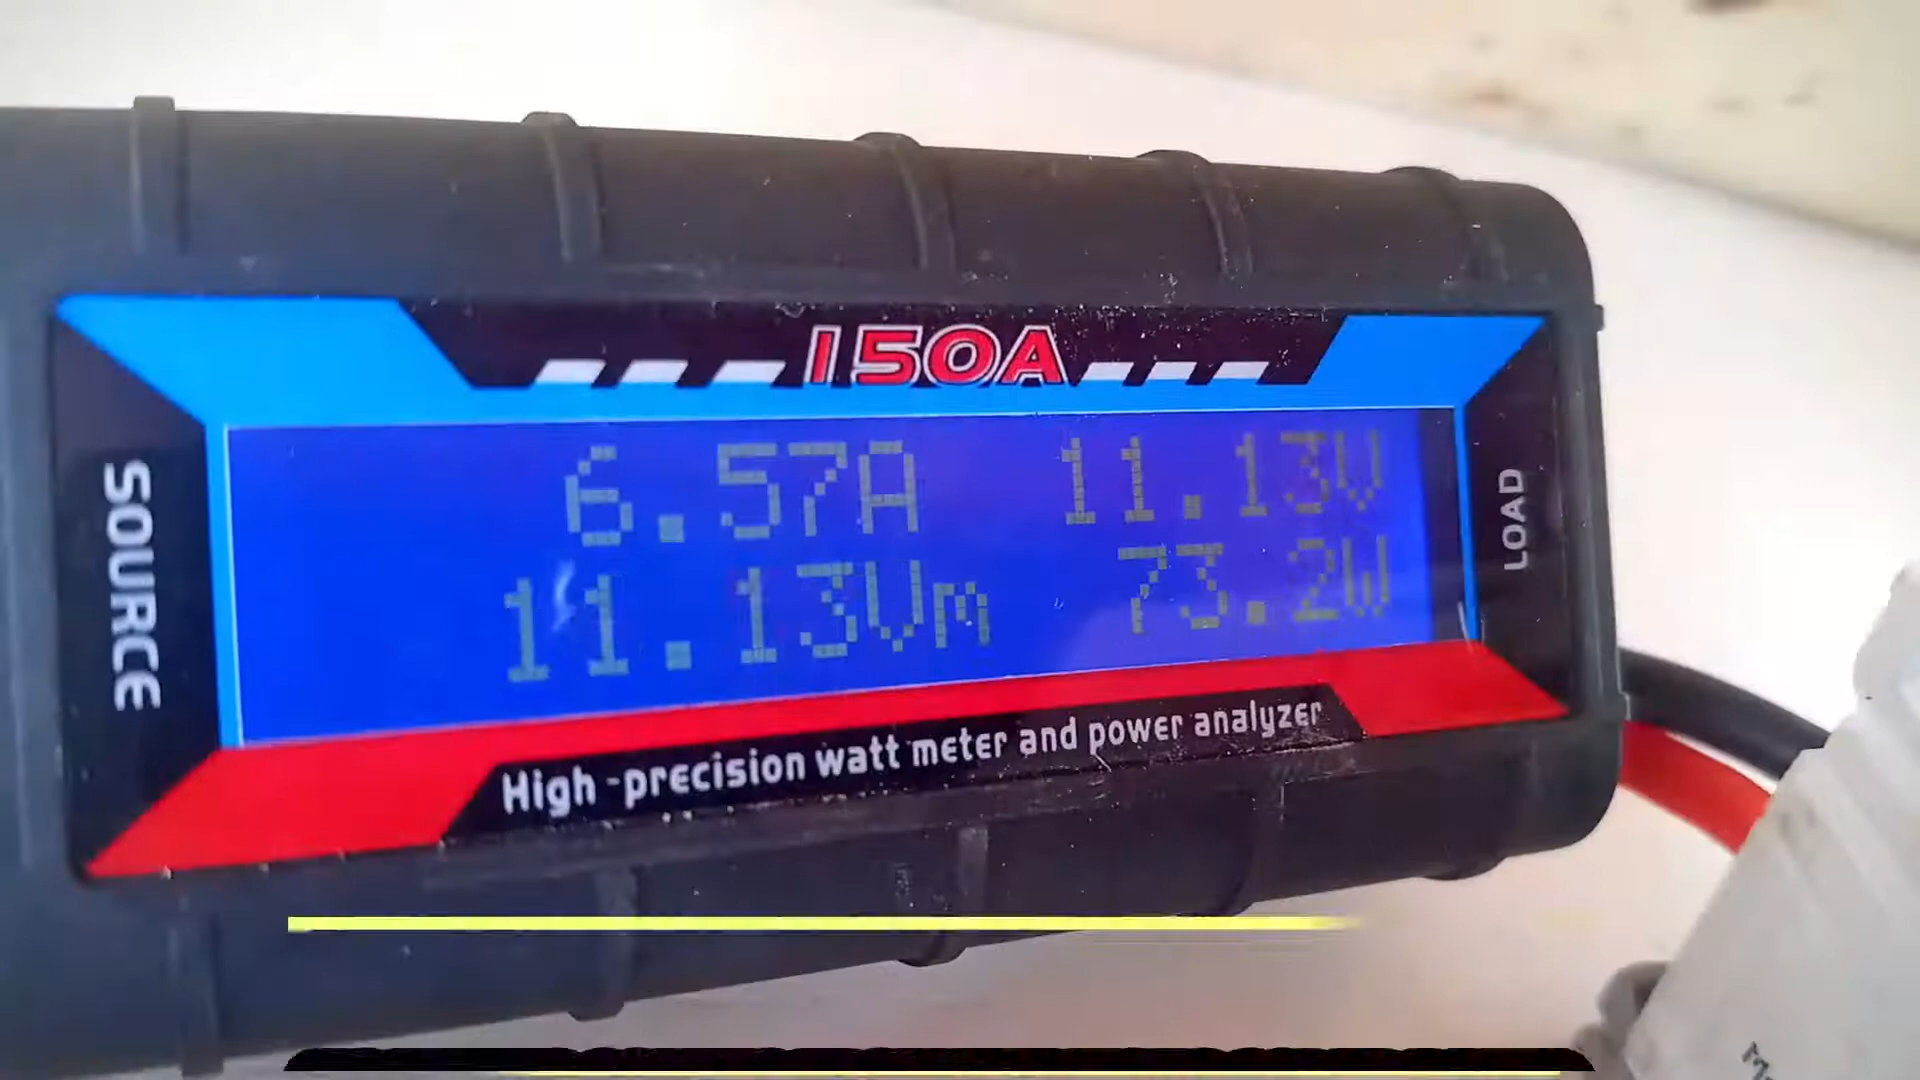 150A
SOURCE
6.57A 11.13V
11.13Vm 73.2W
LOAD
High-precision watt meter and power analyzer